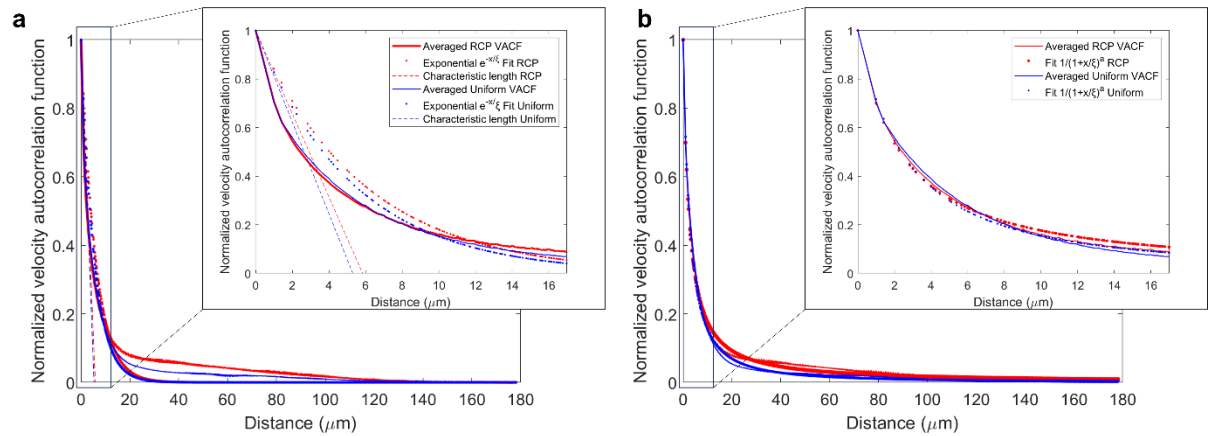 a
Normalized velocity autocorrelation function
1
0.8
0.6
0.4
0.2
0
0 20 40 60 80 100 120 140 160 180
Distance (μm)
Normalized velocity autocorrelation function
1
0.8
0.6
0.4
0.2
0
0 2 4 6 8 10 12 14 16
Distance (μm)
Averaged RCP VACF
Exponential e^-x/ξ Fit RCP
Characteristic length RCP
Averaged Uniform VACF
Exponential e^-x/ξ Fit Uniform
Characteristic length Uniform
b
Normalized velocity autocorrelation function
1
0.8
0.6
0.4
0.2
0
0 20 40 60 80 100 120 140 160 180
Distance (μm)
Normalized velocity autocorrelation function
1
0.8
0.6
0.4
0.2
0
0 2 4 6 8 10 12 14 16
Distance (μm)
Averaged RCP VACF
Fit 1/(1+x/ξ)^a RCP
Averaged Uniform VACF
Fit 1/(1+x/ξ)^a Uniform